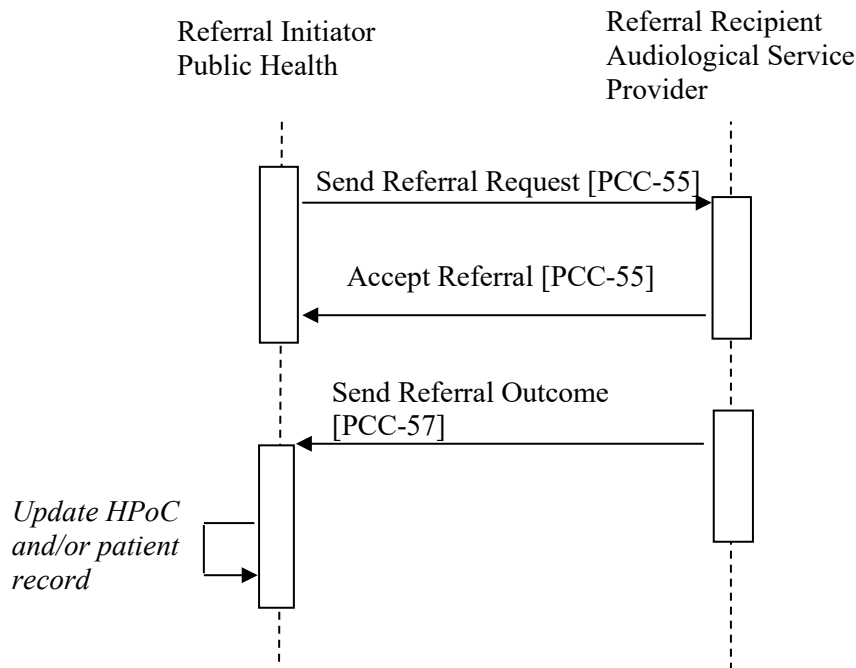 Referral Initiator
Public Health
Referral Recipient
Audiological Service
Provider
Send Referral Request [PCC-55]
Accept Referral [PCC-55]
Send Referral Outcome
[PCC-57]
Update HPoC
and/or patient
record